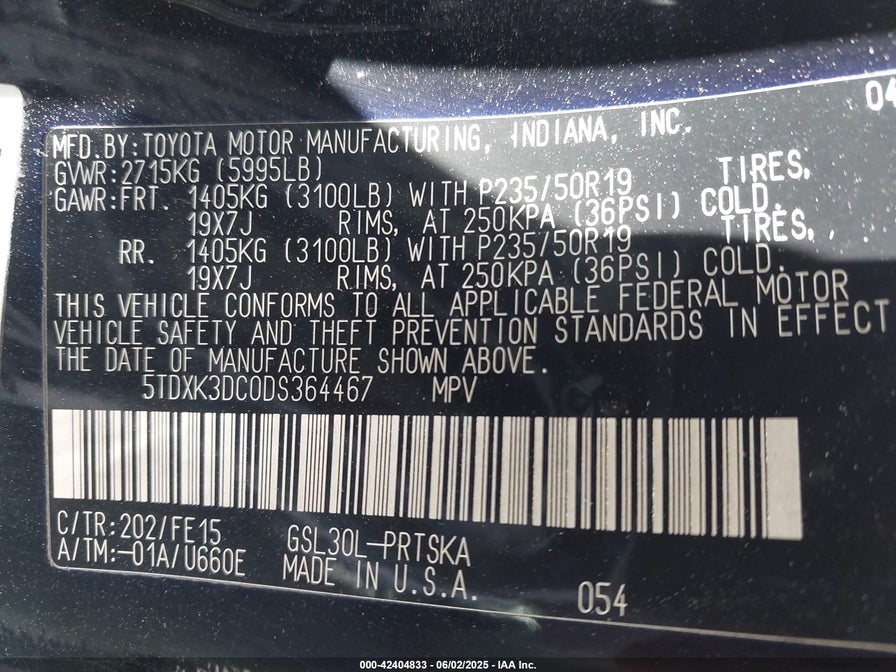 04
MFD.BY:TOYOTA MOTOR MANUFACTURING, INDIANA, INC.
GVWR:2715KG (5995LB)
GAWR:FRT. 1405KG (3100LB) WITH P235/50R19 TIRES,
19X7J RIMS, AT 250KPA (36PSI) COLD.
RR. 1405KG (3100LB) WITH P235/50R19 TIRES,
19X7J RIMS, AT 250KPA (36PSI) COLD.
THIS VEHICLE CONFORMS TO ALL APPLICABLE FEDERAL MOTOR
VEHICLE SAFETY AND THEFT PREVENTION STANDARDS IN EFFECT
THE DATE OF MANUFACTURE SHOWN ABOVE.
5TDXK3DC0DS364467 MPV
C/TR:202/FE15 GSL30L-PRTSKA
A/TM:-01A/U660E MADE IN U.S.A.
054
000-42404833 - 06/02/2025 - IAA Inc.